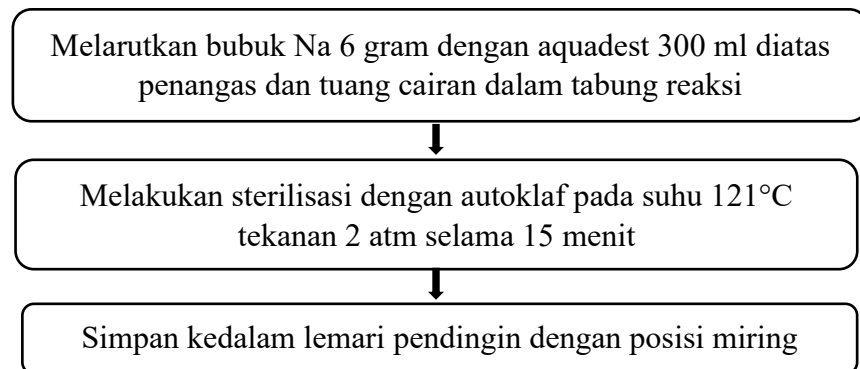 Melarutkan bubuk Na 6 gram dengan aquadest 300 ml diatas
penangas dan tuang cairan dalam tabung reaksi
Melakukan sterilisasi dengan autoklaf pada suhu 121°C
tekanan 2 atm selama 15 menit
Simpan kedalam lemari pendingin dengan posisi miring